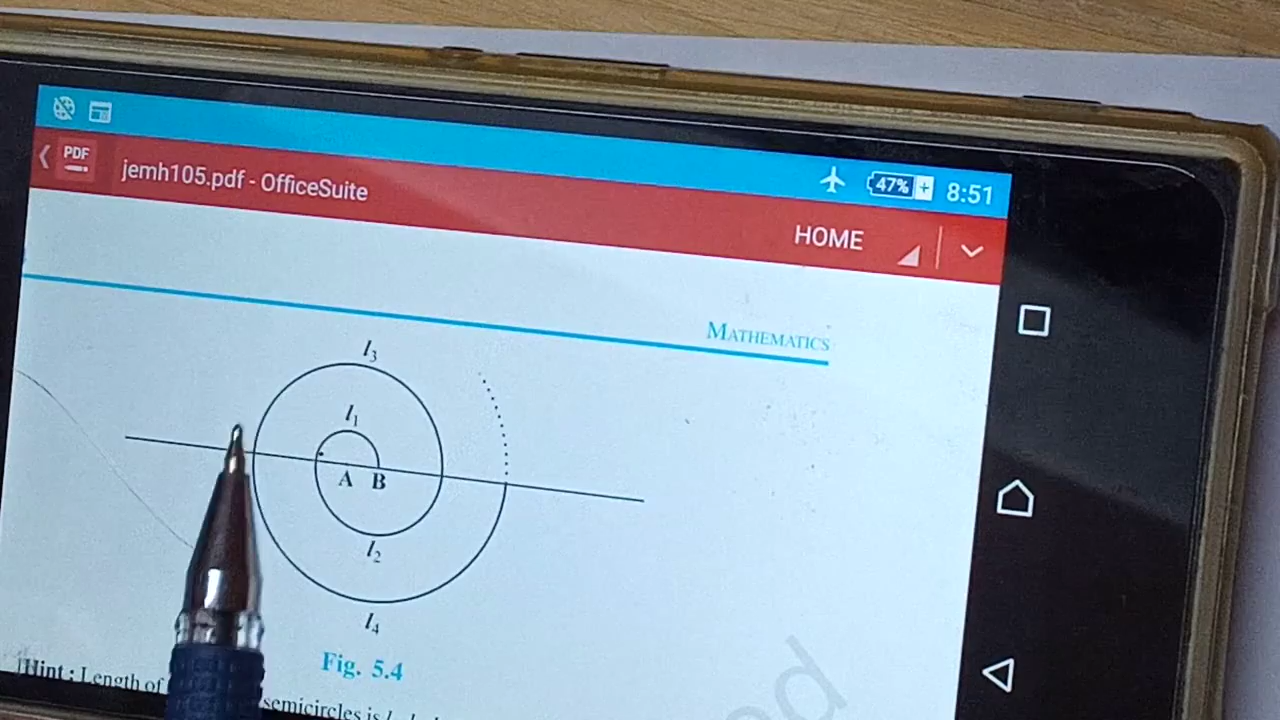 47% 8:51
PDF jemh105.pdf - OfficeSuite
HOME
MATHEMATICS
l3
l1
A B
l2
l4
Fig. 5.4
Hint : Length of semicircles is